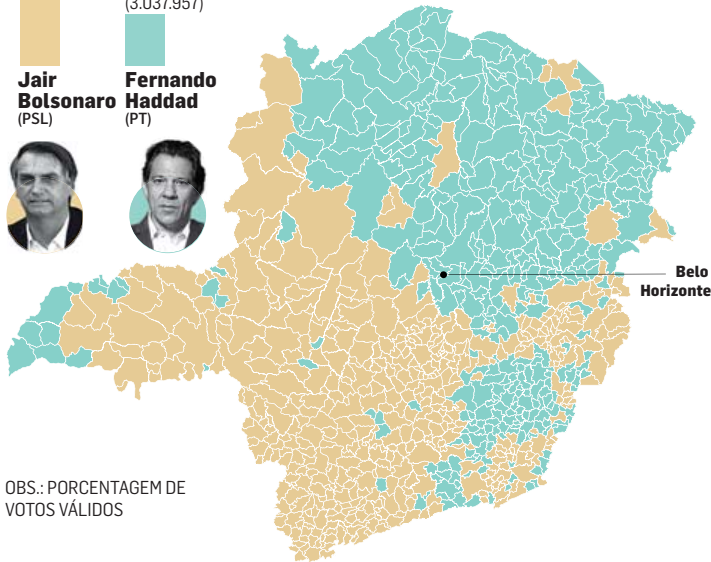 (3.037.957)
Jair
Bolsonaro
(PSL)
Fernando
Haddad
(PT)
Belo
Horizonte
OBS.: PORCENTAGEM DE
VOTOS VÁLIDOS